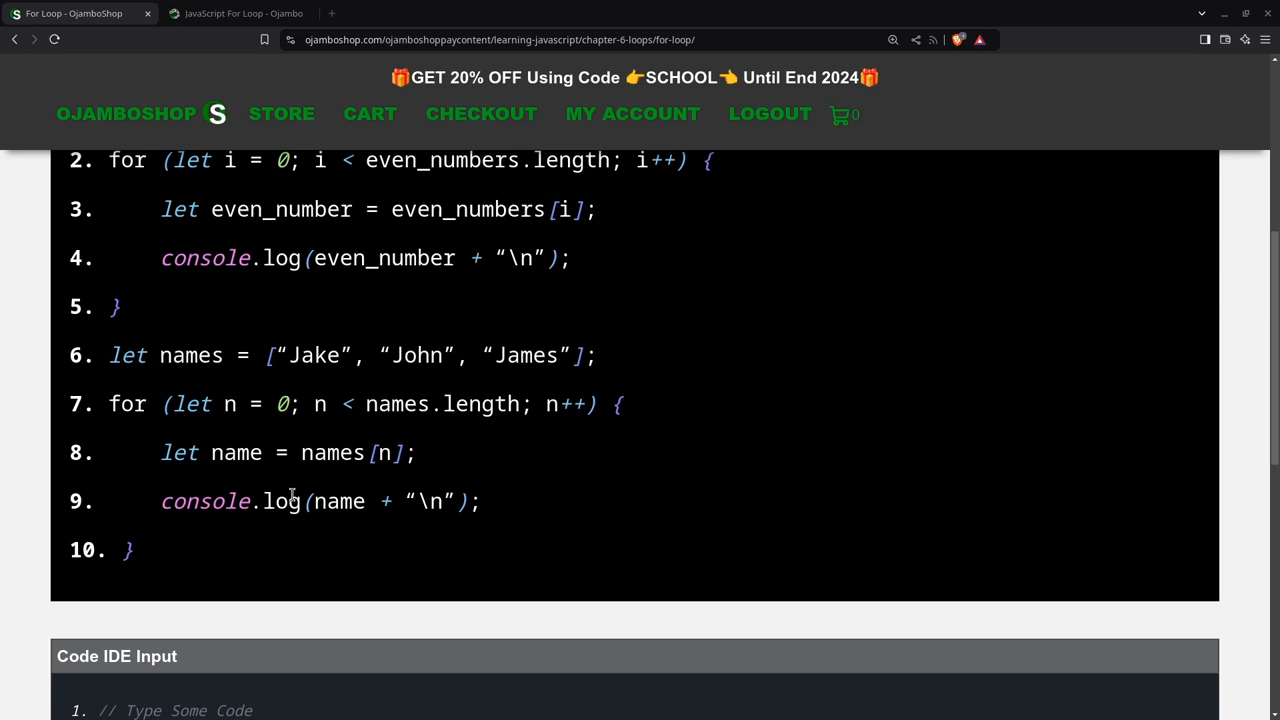 For Loop - OjamboShop
JavaScript For Loop - Ojambo
ojamboshop.com/ojamboshoppaycontent/learning-javascript/chapter-6-loops/for-loop/
🎁GET 20% OFF Using Code 👉SCHOOL👈 Until End 2024🎁
OJAMBOSHOP S STORE CART CHECKOUT MY ACCOUNT LOGOUT 0
2. for (let i = 0; i < even_numbers.length; i++) {
3. let even_number = even_numbers[i];
4. console.log(even_number + “\n”);
5. }
6. let names = [“Jake”, “John”, “James”];
7. for (let n = 0; n < names.length; n++) {
8. let name = names[n];
9. console.log(name + “\n”);
10. }
Code IDE Input
1. // Type Some Code